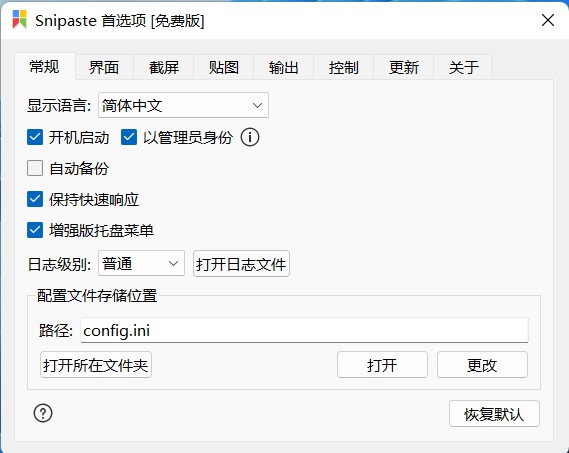 Snipaste 首选项 [免费版]
常规 界面 截屏 贴图 输出 控制 更新 关于
显示语言: 简体中文
开机启动 以管理员身份
自动备份
保持快速响应
增强版托盘菜单
日志级别: 普通 打开日志文件
配置文件存储位置
路径: config.ini
打开所在文件夹 打开 更改
恢复默认